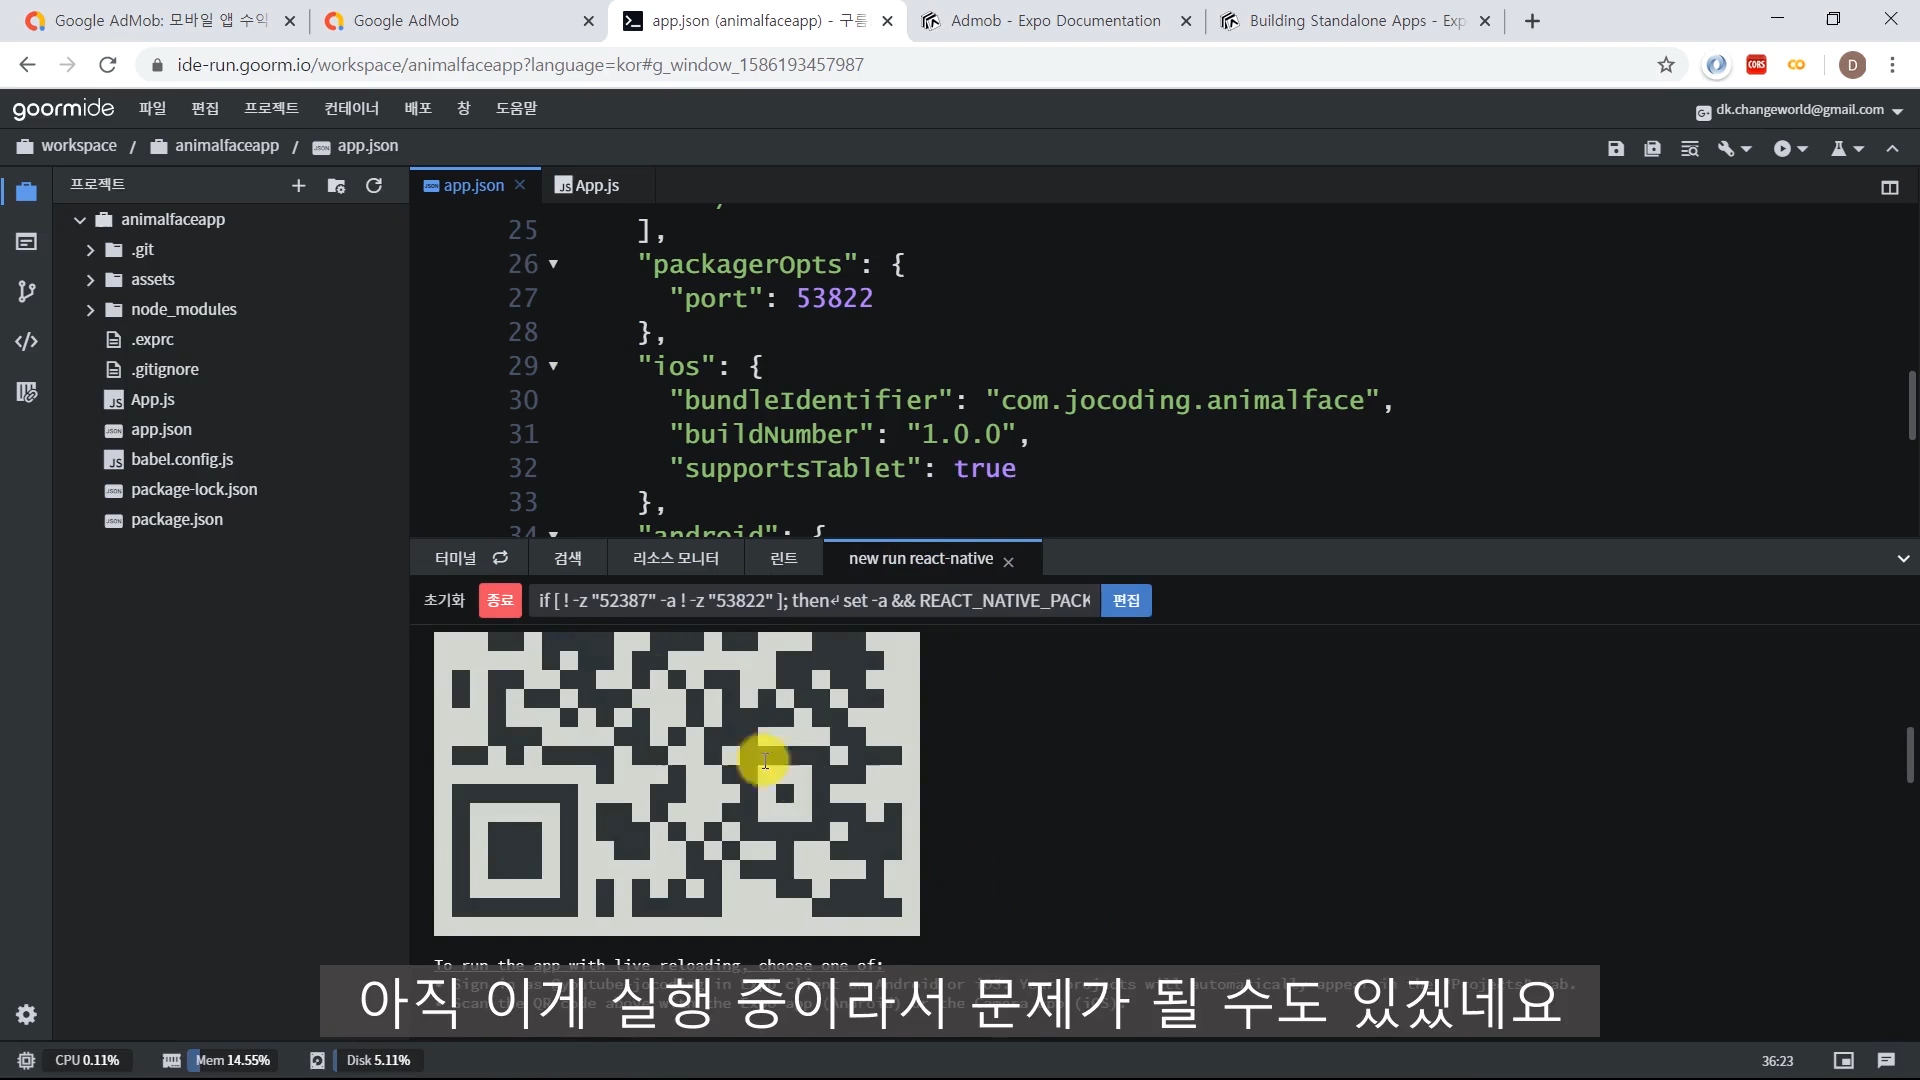 Google AdMob: 모바일 앱 수익
Google AdMob
app.json (animalfaceapp) - 구름
Admob - Expo Documentation
Building Standalone Apps - Exp
ide-run.goorm.io/workspace/animalfaceapp?language=kor#g_window_1586193457987
CORS
D
goormide 파일 편집 프로젝트 컨테이너 배포 창 도움말
dk.changeworld@gmail.com
workspace / animalfaceapp / app.json
프로젝트
app.json
App.js
animalfaceapp
.git
assets
node_modules
.exprc
.gitignore
App.js
app.json
babel.config.js
package-lock.json
package.json
25 ],
26 "packagerOpts": {
27 "port": 53822
28 },
29 "ios": {
30 "bundleIdentifier": "com.jocoding.animalface",
31 "buildNumber": "1.0.0",
32 "supportsTablet": true
33 },
34 "android": {
터미널 검색 리소스 모니터 린트 new run react-native
초기화 종료 if [ ! -z "52387" -a ! -z "53822" ]; then↵ set -a && REACT_NATIVE_PACK 편집
To run the app with live reloading, choose one of:
아직 이게 실행 중이라서 문제가 될 수도 있겠네요
CPU 0.11% Mem 14.55% Disk 5.11% 36:23